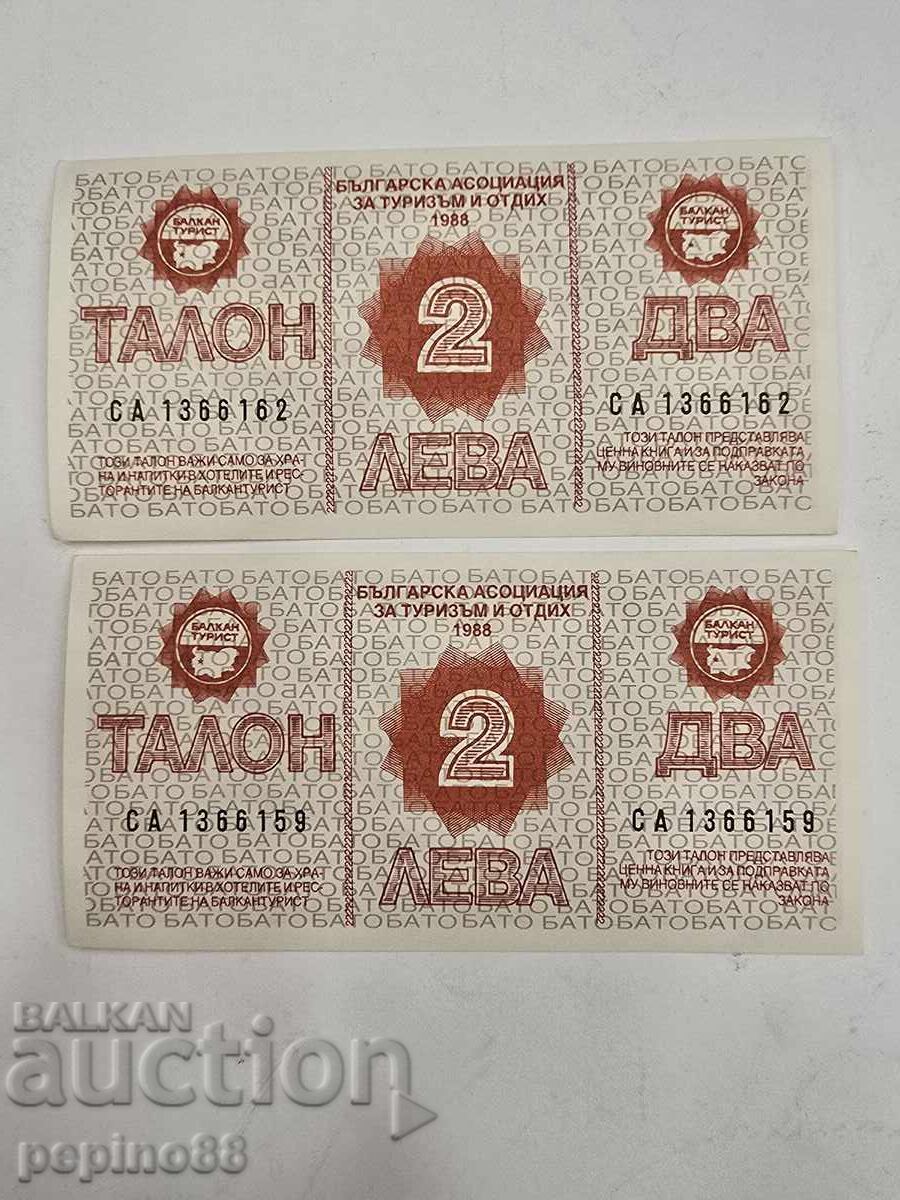 БЪЛГАРСКА АСОЦИАЦИЯ
ЗА ТУРИЗЪМ И ОТДИХ
1988
БАЛКАН
ТУРИСТ
БАЛКАН
ТУРИСТ
ТАЛОН
2
ДВА
СА 1366162
СА 1366162
ЛЕВА
ТОЗИ ТАЛОН ВАЖИ САМО ЗА ХРА-
НА И НАПИТКИ В ХОТЕЛИТЕ И РЕС-
ТОРАНТИТЕ НА БАЛКАНТУРИСТ
ТОЗИ ТАЛОН ПРЕДСТАВЛЯВА
ЦЕННА КНИГА И ЗА ПОДПРАВКАТА
МУ ВИНОВНИТЕ СЕ НАКАЗВАТ ПО
ЗАКОНА
БЪЛГАРСКА АСОЦИАЦИЯ
ЗА ТУРИЗЪМ И ОТДИХ
1988
БАЛКАН
ТУРИСТ
БАЛКАН
ТУРИСТ
ТАЛОН
2
ДВА
СА 1366159
СА 1366159
ЛЕВА
ТОЗИ ТАЛОН ВАЖИ САМО ЗА ХРА-
НА И НАПИТКИ В ХОТЕЛИТЕ И РЕС-
ТОРАНТИТЕ НА БАЛКАНТУРИСТ
ТОЗИ ТАЛОН ПРЕДСТАВЛЯВА
ЦЕННА КНИГА И ЗА ПОДПРАВКАТА
МУ ВИНОВНИТЕ СЕ НАКАЗВАТ ПО
ЗАКОНА
BALKAN
auction
pepino88